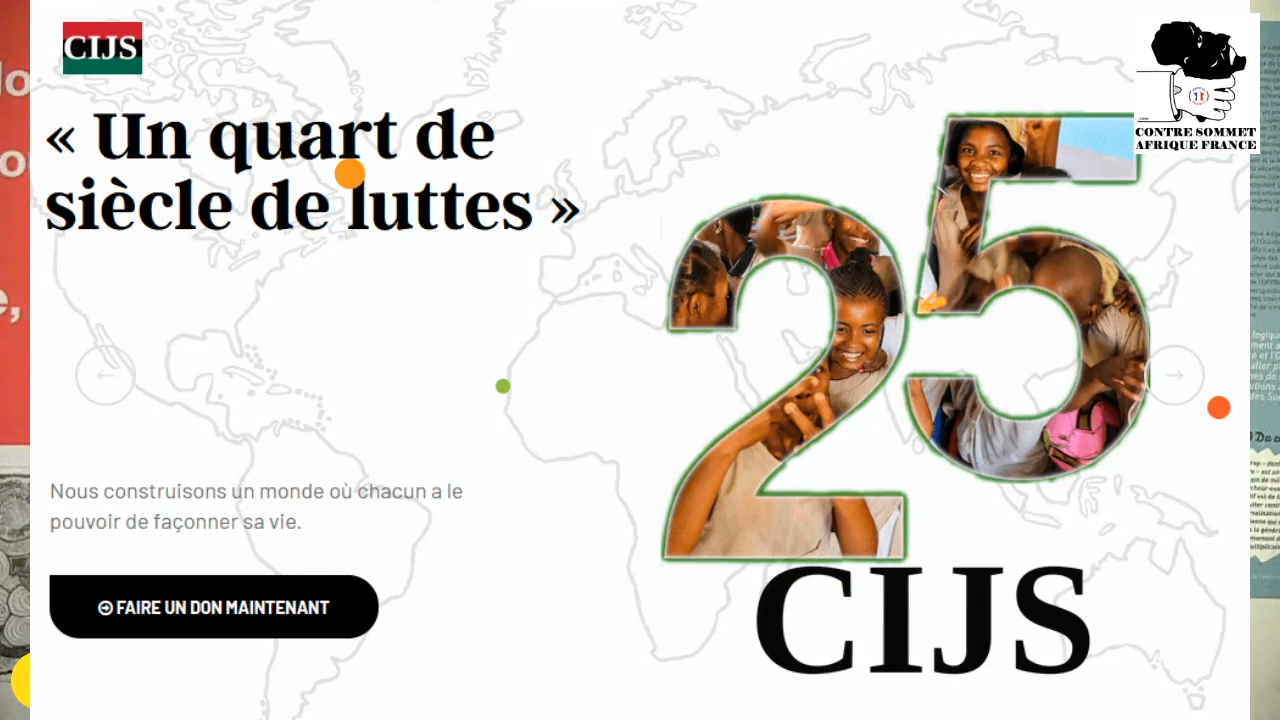 CIJS
« Un quart de
siècle de luttes »
Nous construisons un monde où chacun a le
pouvoir de façonner sa vie.
FAIRE UN DON MAINTENANT
25
CIJS
CONTRE SOMMET
AFRIQUE FRANCE